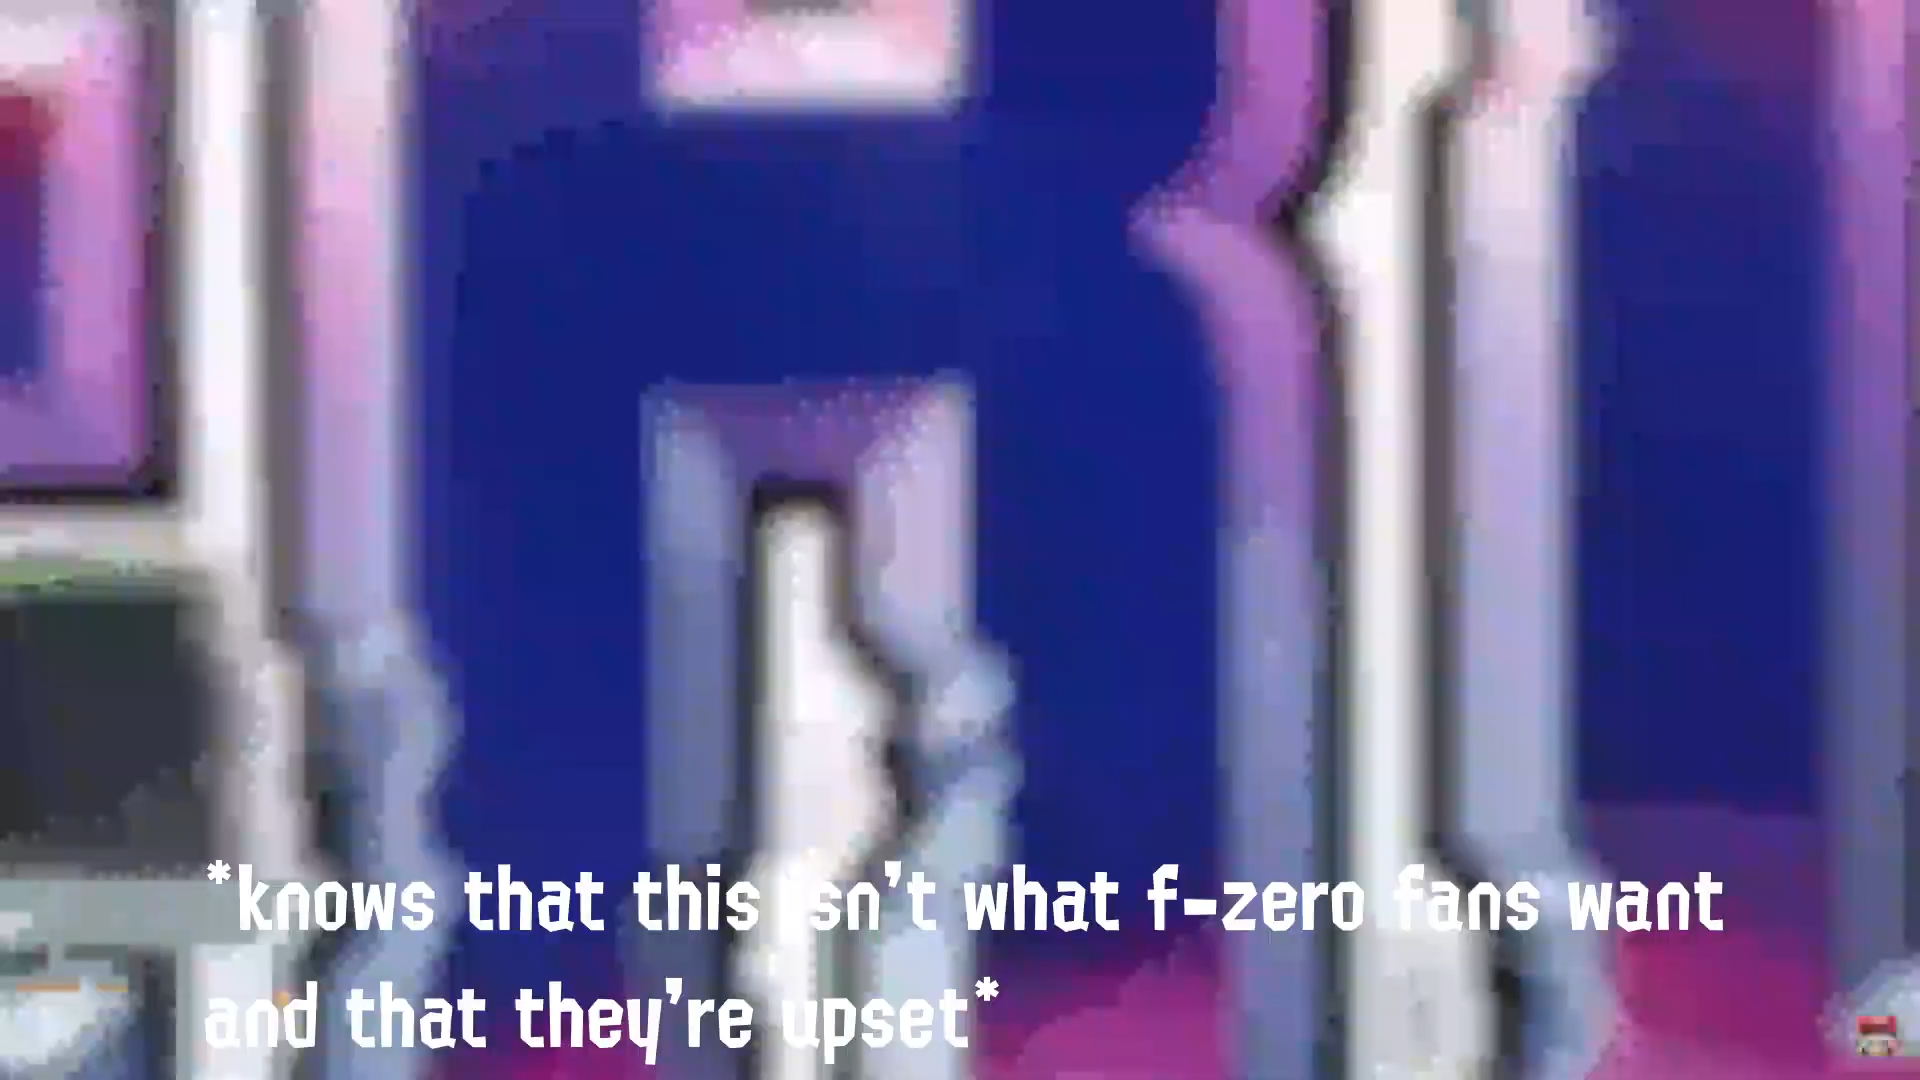 *knows that this isn't what f-zero fans want
and that they're upset*